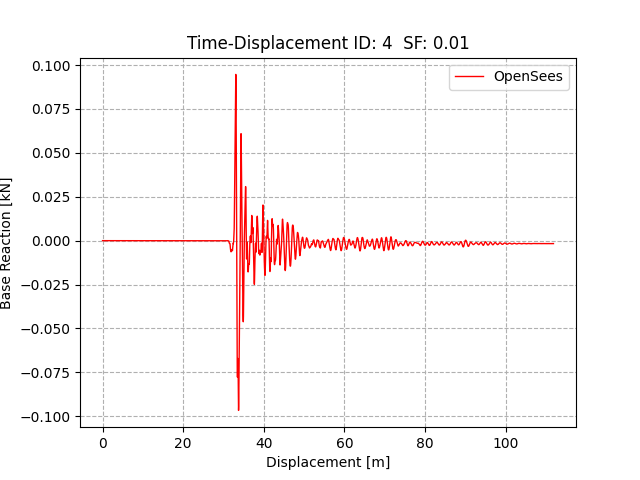 Time-Displacement ID: 4  SF: 0.01
OpenSees
0.100
0.075
0.050
0.025
0.000
−0.025
−0.050
−0.075
−0.100
Base Reaction [kN]
0 20 40 60 80 100
Displacement [m]